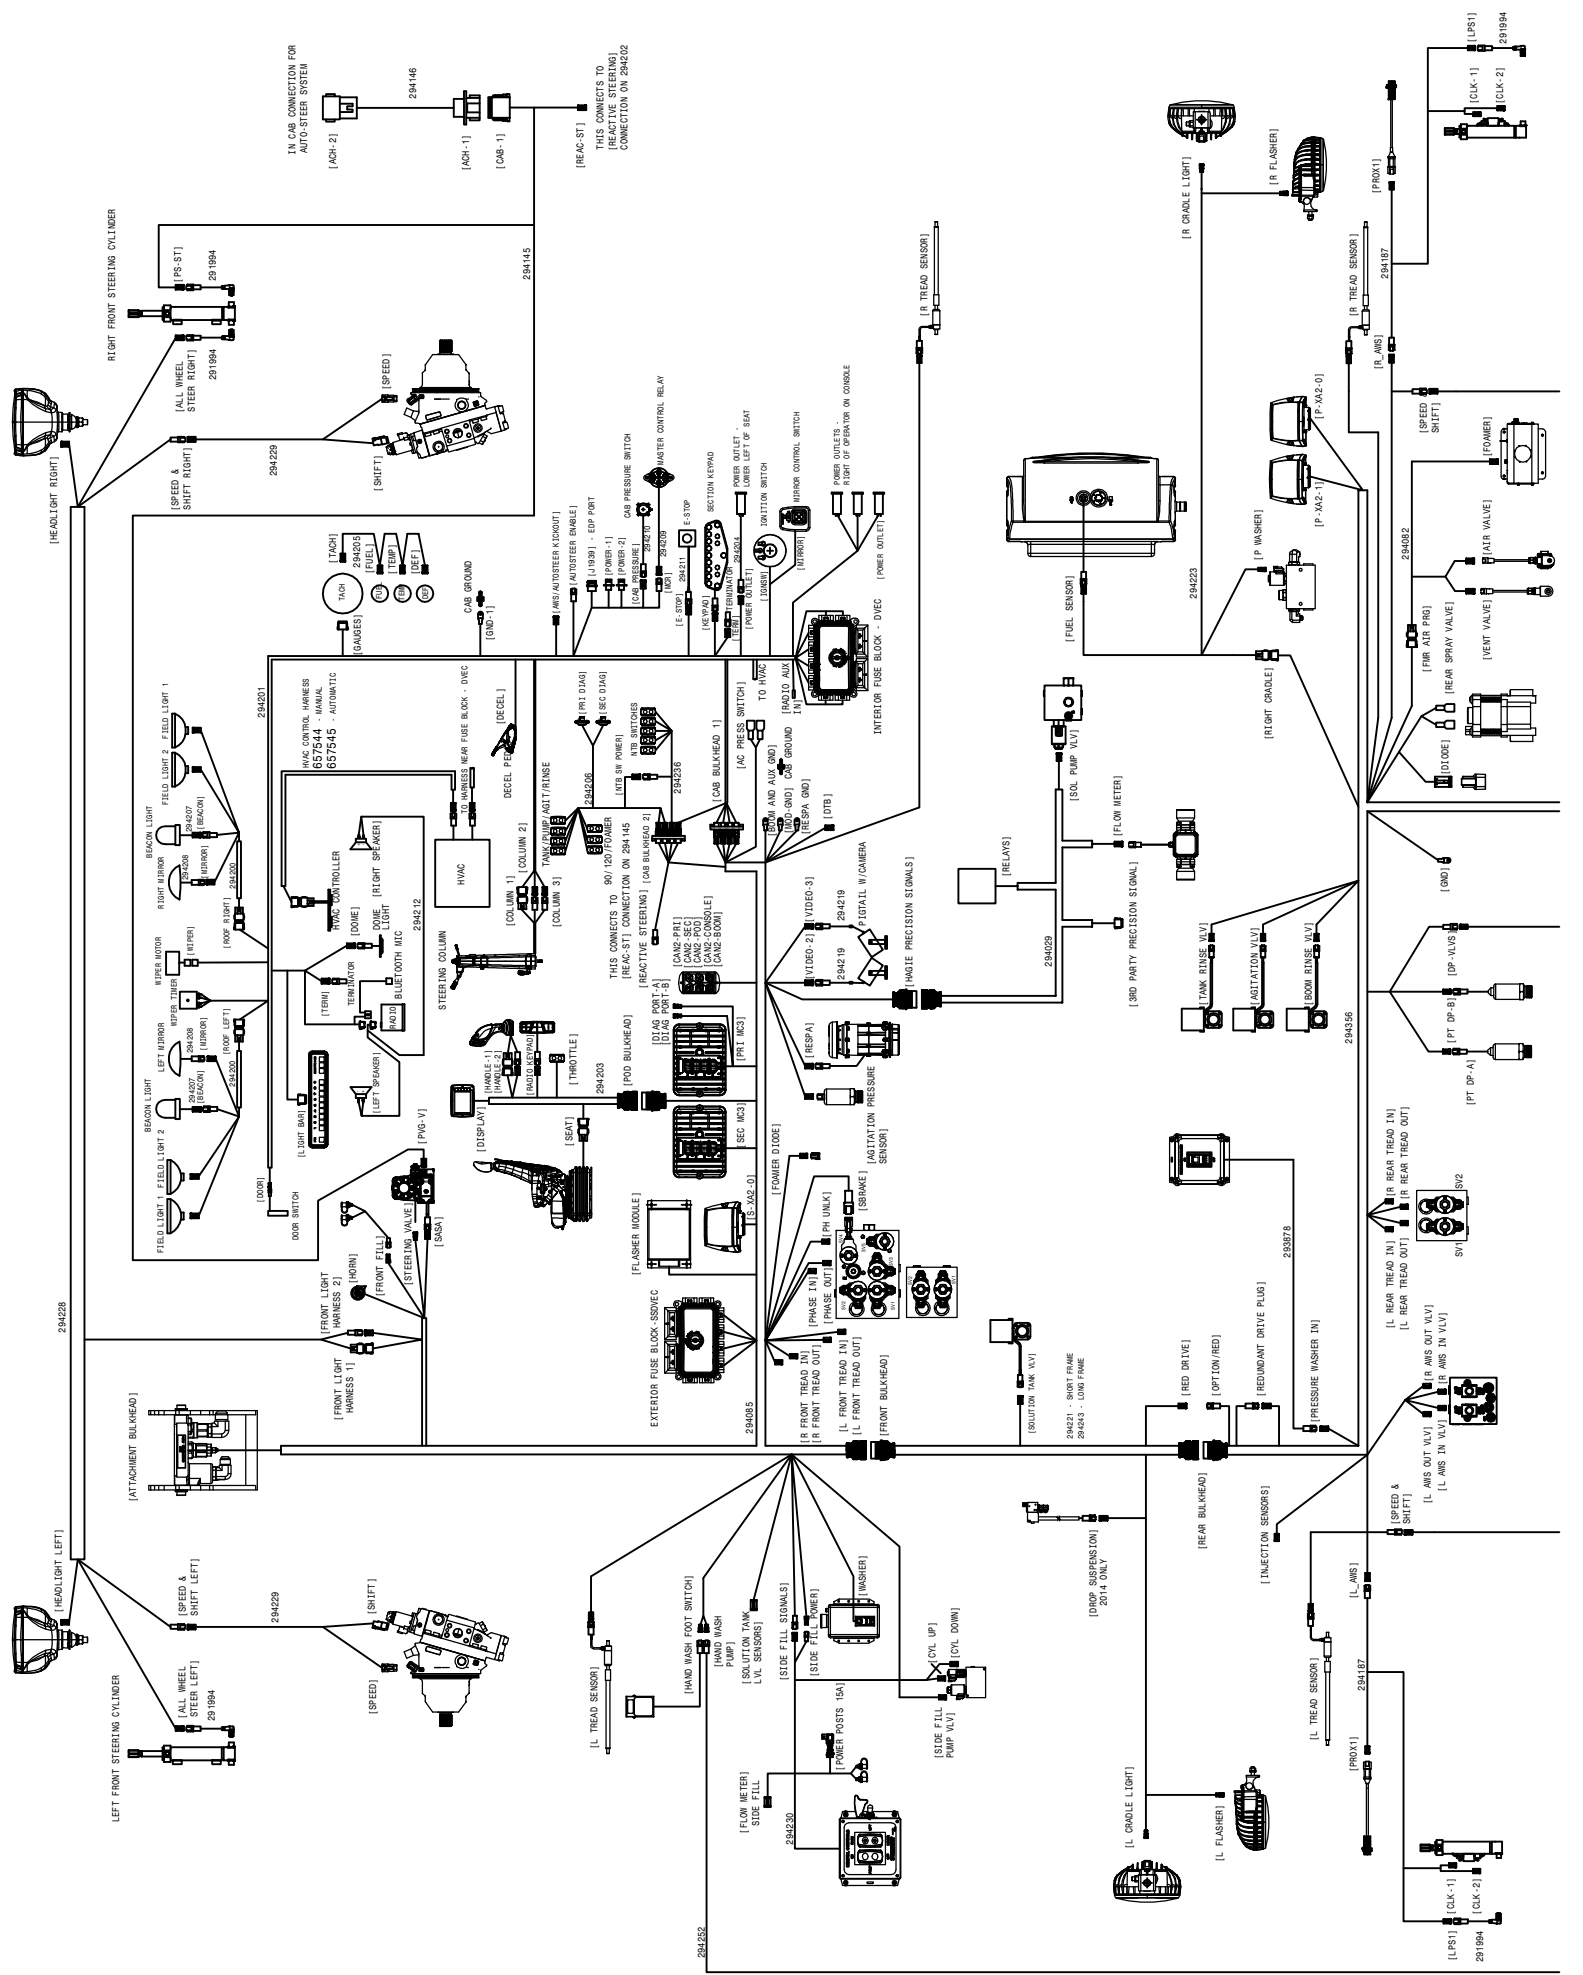 IN CAB CONNECTION FOR
AUTO-STEER SYSTEM
[ACH-2]
294146
[ACH-1]
[CAB-1]
[REAC-ST]
THIS CONNECTS TO
[REACTIVE STEERING]
CONNECTION ON 294202
RIGHT FRONT STEERING CYLINDER
[PS-ST]
291994
[ALL WHEEL
STEER RIGHT]
291994
294145
[HEADLIGHT RIGHT]
[SPEED &
SHIFT RIGHT]
294229
[SHIFT]
[SPEED]
[TACH]
294205
[FUEL]
[TEMP]
[DEF]
TACH
FUEL
TEMP
DEF
[GAUGES]
CAB GROUND
[GND-1]
[AWS/AUTOSTEER KICKOUT]
[AUTOSTEER ENABLE]
[J1939] - EDP PORT
[POWER-1]
[POWER-2]
[CAB PRESSURE]
CAB PRESSURE SWITCH
294210
294209
[MCR]
MASTER CONTROL RELAY
E-STOP
294211
[E-STOP]
SECTION KEYPAD
[KEYPAD]
[TERM]
TERMINATOR
294204
[POWER OUTLET]
POWER OUTLET -
LOWER LEFT OF SEAT
IGNITION SWITCH
[IGNSW]
MIRROR CONTROL SWITCH
[MIRROR]
POWER OUTLETS -
RIGHT OF OPERATOR ON CONSOLE
[POWER OUTLET]
INTERIOR FUSE BLOCK - DVEC
[R TREAD SENSOR]
294201
FIELD LIGHT 1
FIELD LIGHT 2
BEACON LIGHT
294207
[BEACON]
RIGHT MIRROR
294208
[MIRROR]
294200
[ROOF RIGHT]
WIPER MOTOR
[WIPER]
WIPER TIMER
LEFT MIRROR
294208
[MIRROR]
[ROOF LEFT]
BEACON LIGHT
294207
[BEACON]
294200
FIELD LIGHT 2
FIELD LIGHT 1
[DOOR]
DOOR SWITCH
HVAC CONTROL HARNESS
657544 - MANUAL
657545 - AUTOMATIC
HVAC CONTROLLER
[DOME]
DOME
LIGHT
[RIGHT SPEAKER]
294212
[TERM]
TERMINATOR
BLUETOOTH MIC
RADIO
[LEFT SPEAKER]
[LIGHT BAR]
TO HARNESS NEAR FUSE BLOCK - DVEC
HVAC
DECEL PEDAL
[DECEL]
[COLUMN 1]
[COLUMN 2]
[COLUMN 3]
STEERING COLUMN
TANK/PUMP/AGIT/RINSE
[PRI DIAG]
[SEC DIAG]
294206
NTB SWITCHES
[NTB SW POWER]
294236
90/120/FOAMER
THIS CONNECTS TO
[REAC-ST] CONNECTION ON 294145
[REACTIVE STEERING]
[CAB BULKHEAD 2]
[CAB BULKHEAD 1]
[AC PRESS SWITCH]
TO HVAC
[RADIO AUX
IN]
[BOOM AND AUX GND]
[MOD-GND] CAB GROUND
[RESPA GND]
[DTB]
[CAN2-PRI]
[CAN2-SEC]
[CAN2-POD]
[CAN2-CONSOLE]
[CAN2-BOOM]
[DIAG PORT-A]
[DIAG PORT-B]
[PRI MC3]
[SEC MC3]
[POD BULKHEAD]
[DISPLAY]
[HANDLE-1]
[HANDLE-2]
[RADIO KEYPAD]
[THROTTLE]
294203
[SEAT]
[PVG-V]
[STEERING VALVE]
[SASA]
[FRONT FILL]
[HORN]
[FRONT LIGHT
HARNESS 2]
[FRONT LIGHT
HARNESS 1]
294228
[ATTACHMENT BULKHEAD]
[FLASHER MODULE]
[S-XA2-O]
EXTERIOR FUSE BLOCK-SSDVEC
294085
[FOAMER DIODE]
[PH UNLK]
[SBRAKE]
[PHASE IN]
[PHASE OUT]
[R FRONT TREAD IN]
[R FRONT TREAD OUT]
[L FRONT TREAD IN]
[L FRONT TREAD OUT]
[FRONT BULKHEAD]
[VIDEO-3]
294219
[VIDEO-2]
294219
PIGTAIL W/CAMERA
[RESPA]
[AGITATION PRESSURE
SENSOR]
[HAGIE PRECISION SIGNALS]
[RELAYS]
[SOL PUMP VLV]
294029
[FLOW METER]
[3RD PARTY PRECISION SIGNAL]
[FUEL SENSOR]
294223
[R CRADLE LIGHT]
[R FLASHER]
[P WASHER]
[RIGHT CRADLE]
[TANK RINSE VLV]
[AGITATION VLV]
[BOOM RINSE VLV]
294356
[P-XA2-1]
[P-XA2-O]
[R TREAD SENSOR]
[R_AWS]
294187
[PROX1]
[LPS1]
291994
[CLK-1]
[CLK-2]
[SPEED
SHIFT]
[FOAMER]
294082
[AIR VALVE]
[FMR AIR PRG]
[REAR SPRAY VALVE]
[VENT VALVE]
[DIODE]
[GND]
[DP-VLVS]
[PT DP-B]
[PT DP-A]
[R REAR TREAD IN]
[R REAR TREAD OUT]
[L REAR TREAD IN]
[L REAR TREAD OUT]
SV1
SV2
293878
[SOLUTION TANK VLV]
294221 - SHORT FRAME
294243 - LONG FRAME
[RED DRIVE]
[OPTION/RED]
[REDUNDANT DRIVE PLUG]
[PRESSURE WASHER IN]
[REAR BULKHEAD]
[R AWS OUT VLV]
[R AWS IN VLV]
[L AWS OUT VLV]
[L AWS IN VLV]
[INJECTION SENSORS]
[SPEED &
SHIFT]
[L_AWS]
[L TREAD SENSOR]
294187
[PROX1]
[CLK-1]
[CLK-2]
[LPS1]
291994
[DROP SUSPENSION]
2014 ONLY
[L CRADLE LIGHT]
[L FLASHER]
[HEADLIGHT LEFT]
[SPEED &
SHIFT LEFT]
294229
[SHIFT]
[SPEED]
[ALL WHEEL
STEER LEFT]
291994
LEFT FRONT STEERING CYLINDER
[L TREAD SENSOR]
[HAND WASH FOOT SWITCH]
[HAND WASH
PUMP]
[SOLUTION TANK
LVL SENSORS]
[SIDE FILL SIGNALS]
[SIDE FILL POWER]
[WASHER]
[CYL UP]
[CYL DOWN]
[SIDE FILL
PUMP VLV]
[POWER POSTS 15A]
[FLOW METER]
SIDE FILL
294230
294252